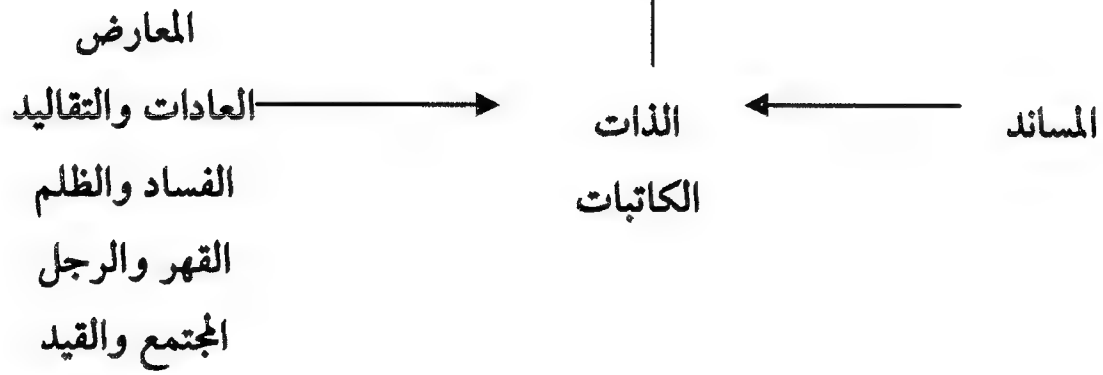 المعارض
المساند
الذات
العادات والتقاليد
الكاتبات
الفساد والظلم
القهر والرجل
المجتمع والقيد